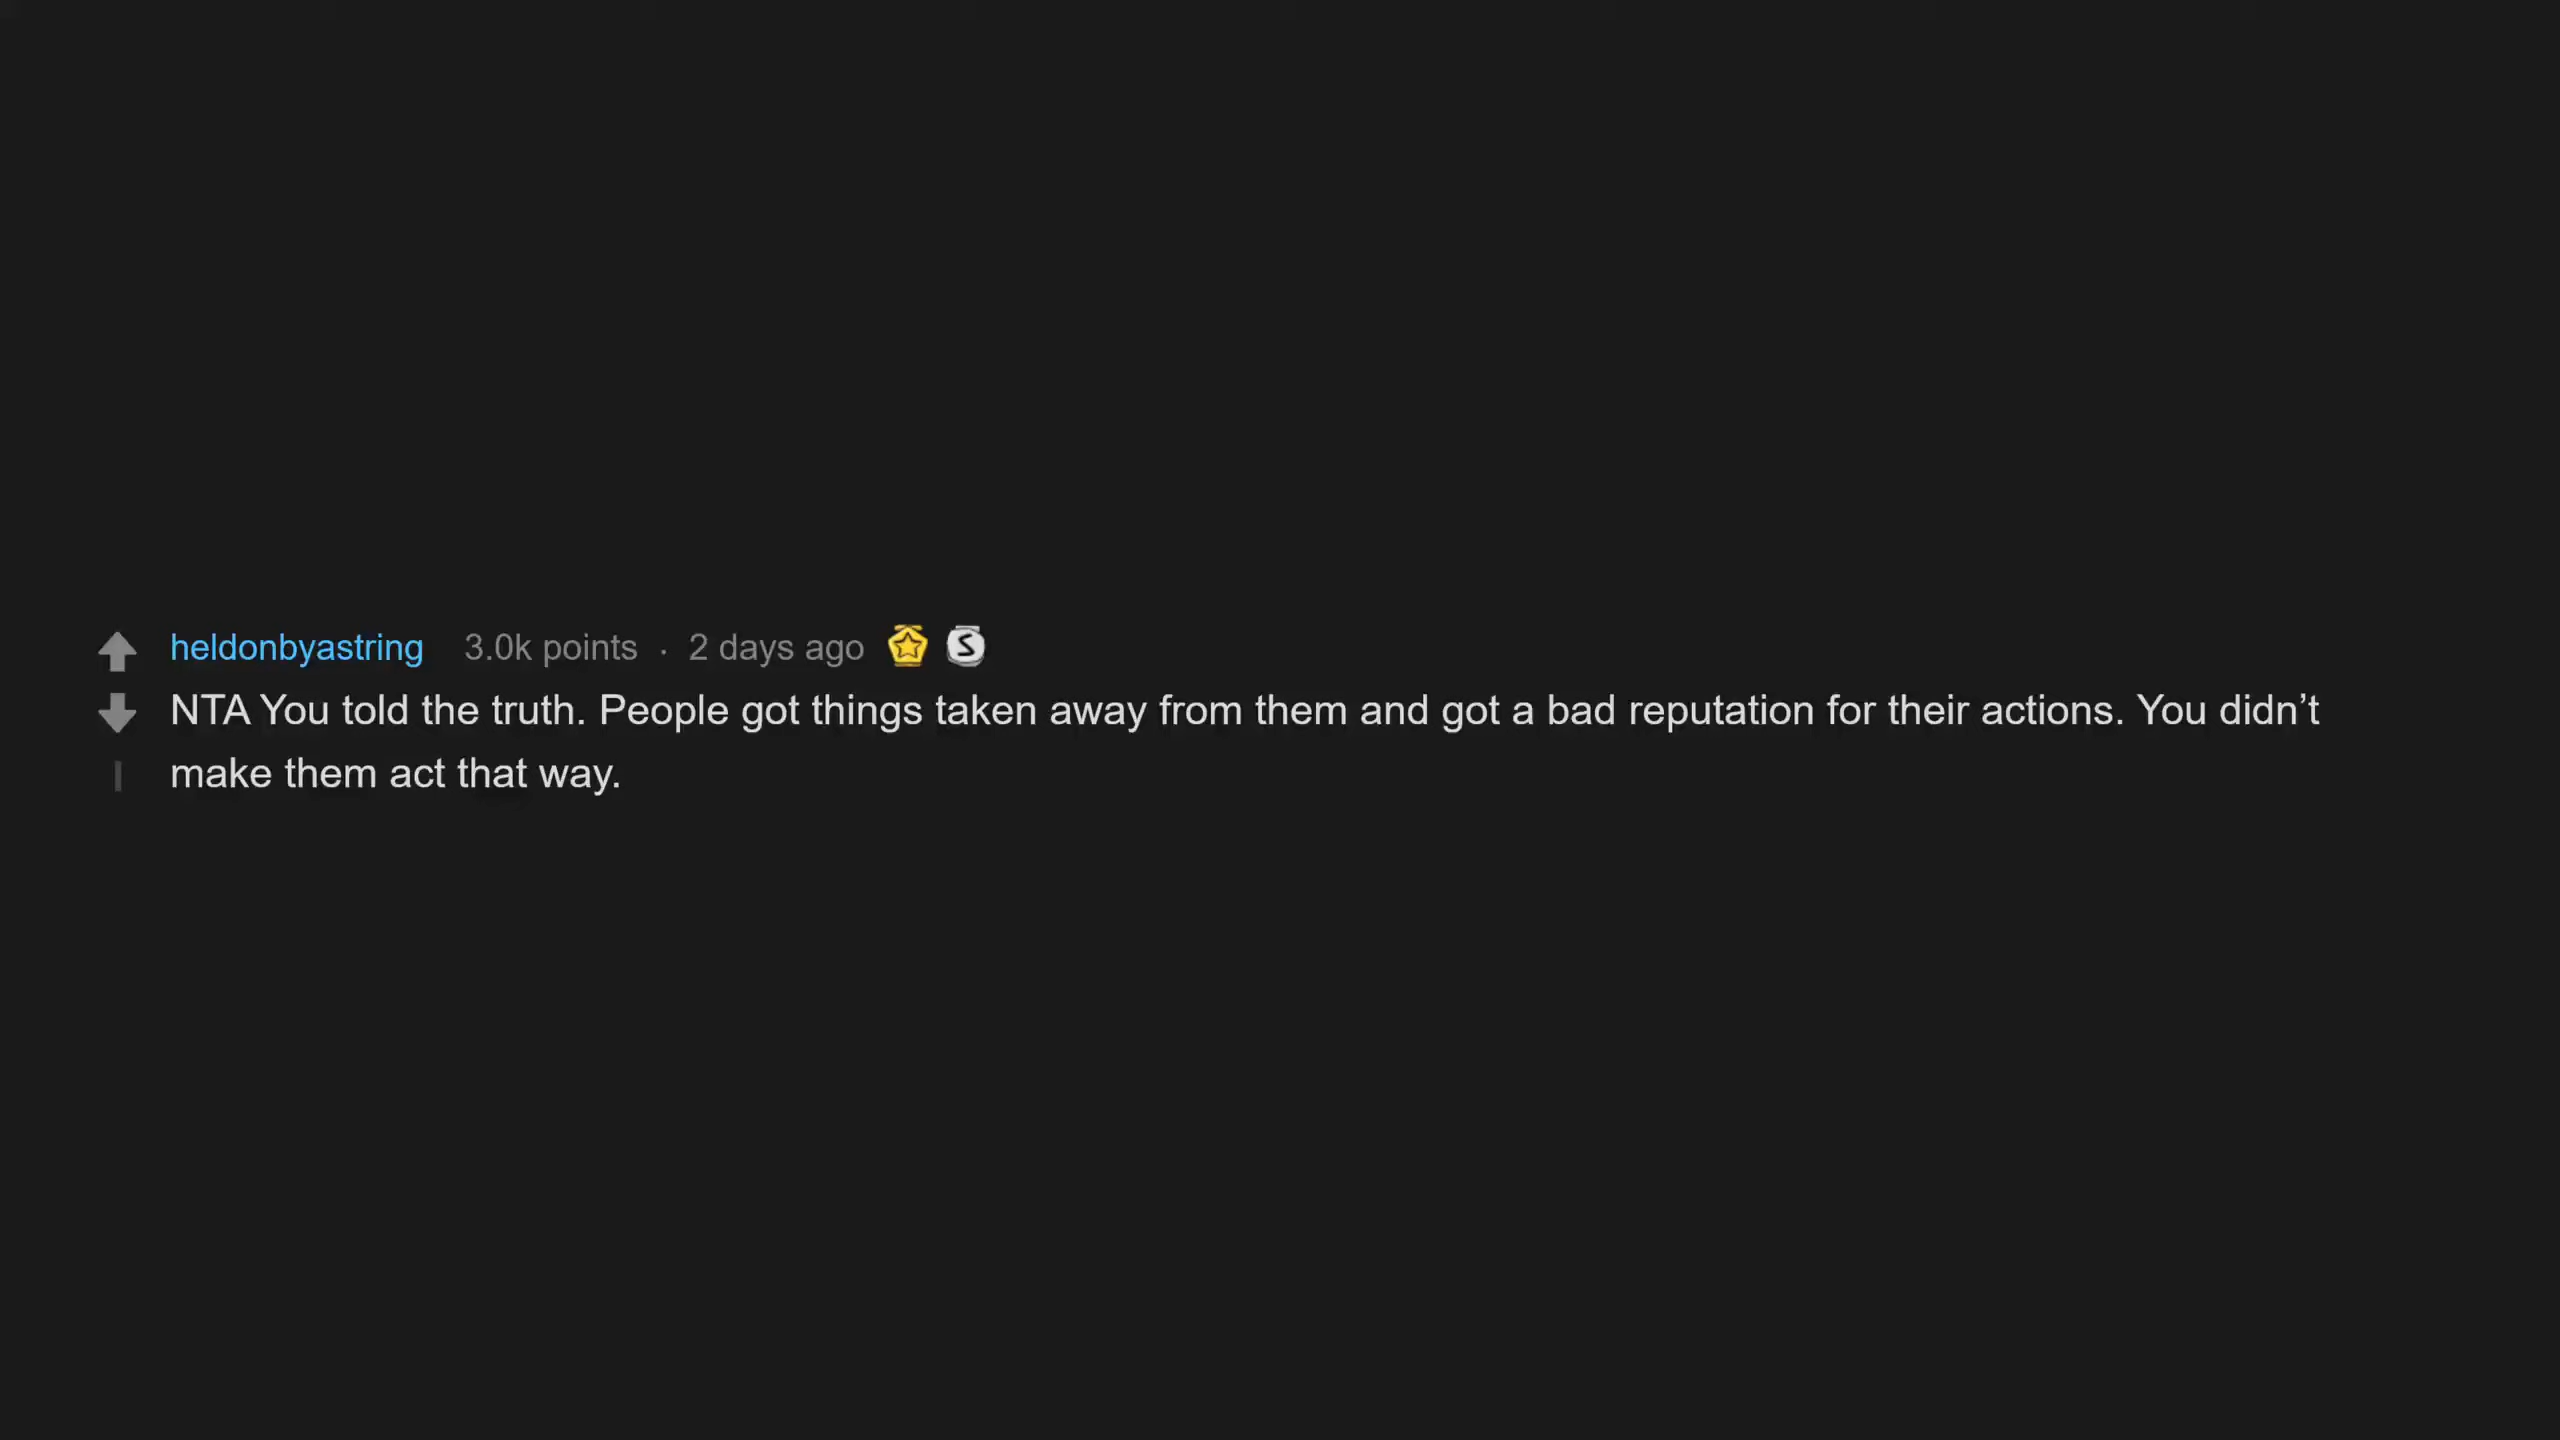 heldonbyastring 3.0k points · 2 days ago S
NTA You told the truth. People got things taken away from them and got a bad reputation for their actions. You didn’t
make them act that way.